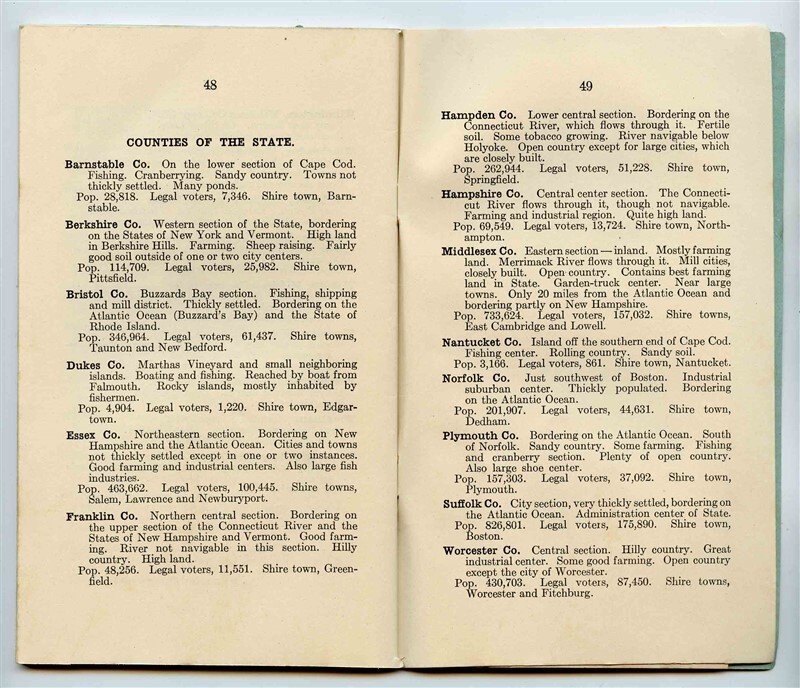 48
COUNTIES OF THE STATE.
Barnstable Co. On the lower section of Cape Cod.
Fishing. Cranberrying. Sandy country. Towns not
thickly settled. Many ponds.
Pop. 28,818. Legal voters, 7,346. Shire town, Barn-
stable.
Berkshire Co. Western section of the State, bordering
on the States of New York and Vermont. High land
in Berkshire Hills. Farming. Sheep raising. Fairly
good soil outside of one or two city centers.
Pop. 114,709. Legal voters, 25,982. Shire town,
Pittsfield.
Bristol Co. Buzzards Bay section. Fishing, shipping
and mill district. Thickly settled. Bordering on the
Atlantic Ocean (Buzzard's Bay) and the State of
Rhode Island.
Pop. 346,964. Legal voters, 61,437. Shire towns,
Taunton and New Bedford.
Dukes Co. Marthas Vineyard and small neighboring
islands. Boating and fishing. Reached by boat from
Falmouth. Rocky islands, mostly inhabited by
fishermen.
Pop. 4,904. Legal voters, 1,220. Shire town, Edgar-
town.
Essex Co. Northeastern section. Bordering on New
Hampshire and the Atlantic Ocean. Cities and towns
not thickly settled except in one or two instances.
Good farming and industrial centers. Also large fish
industries.
Pop. 463,662. Legal voters, 100,445. Shire towns,
Salem, Lawrence and Newburyport.
Franklin Co. Northern central section. Bordering on
the upper section of the Connecticut River and the
States of New Hampshire and Vermont. Good farm-
ing. River not navigable in this section. Hilly
country. High land.
Pop. 48,256. Legal voters, 11,551. Shire town, Green-
field.
49
Hampden Co. Lower central section. Bordering on the
Connecticut River, which flows through it. Fertile
soil. Some tobacco growing. River navigable below
Holyoke. Open country except for large cities, which
are closely built.
Pop. 262,944. Legal voters, 51,228. Shire town,
Springfield.
Hampshire Co. Central center section. The Connecti-
cut River flows through it, though not navigable.
Farming and industrial region. Quite high land.
Pop. 69,549. Legal voters, 13,724. Shire town, North-
ampton.
Middlesex Co. Eastern section — inland. Mostly farming
land. Merrimack River flows through it. Mill cities,
closely built. Open country. Contains best farming
land in State. Garden-truck center. Near large
towns. Only 20 miles from the Atlantic Ocean and
bordering partly on New Hampshire.
Pop. 733,624. Legal voters, 157,032. Shire towns,
East Cambridge and Lowell.
Nantucket Co. Island off the southern end of Cape Cod.
Fishing center. Rolling country. Sandy soil.
Pop. 3,166. Legal voters, 861. Shire town, Nantucket.
Norfolk Co. Just southwest of Boston. Industrial
suburban center. Thickly populated. Bordering
on the Atlantic Ocean.
Pop. 201,907. Legal voters, 44,631. Shire town,
Dedham.
Plymouth Co. Bordering on the Atlantic Ocean. South
of Norfolk. Sandy country. Some farming. Fishing
and cranberry section. Plenty of open country.
Also large shoe center.
Pop. 157,303. Legal voters, 37,092. Shire town,
Plymouth.
Suffolk Co. City section, very thickly settled, bordering on
the Atlantic Ocean. Administration center of State.
Pop. 826,801. Legal voters, 175,890. Shire town,
Boston.
Worcester Co. Central section. Hilly country. Great
industrial center. Some good farming. Open country
except the city of Worcester.
Pop. 430,703. Legal voters, 87,450. Shire towns,
Worcester and Fitchburg.